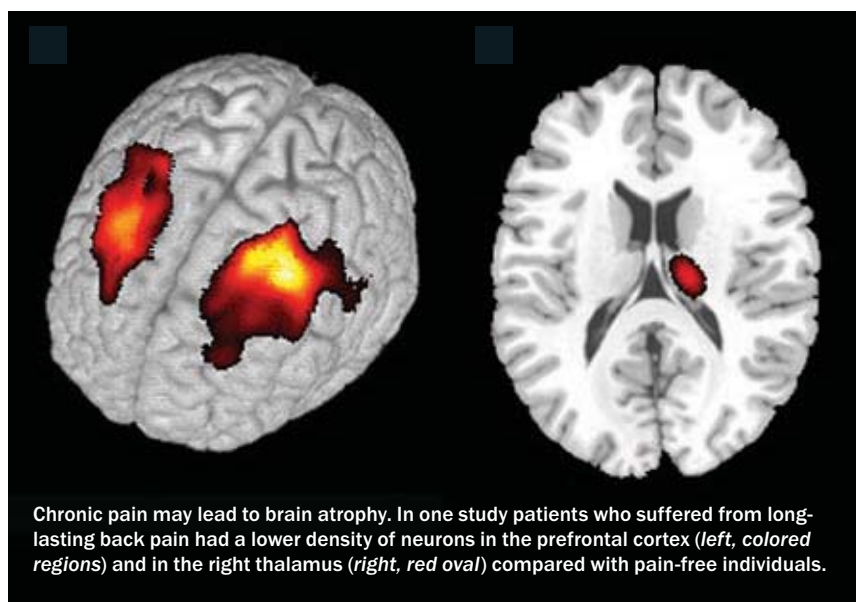 Chronic pain may lead to brain atrophy. In one study patients who suffered from long-
lasting back pain had a lower density of neurons in the prefrontal cortex (left, colored
regions) and in the right thalamus (right, red oval) compared with pain-free individuals.